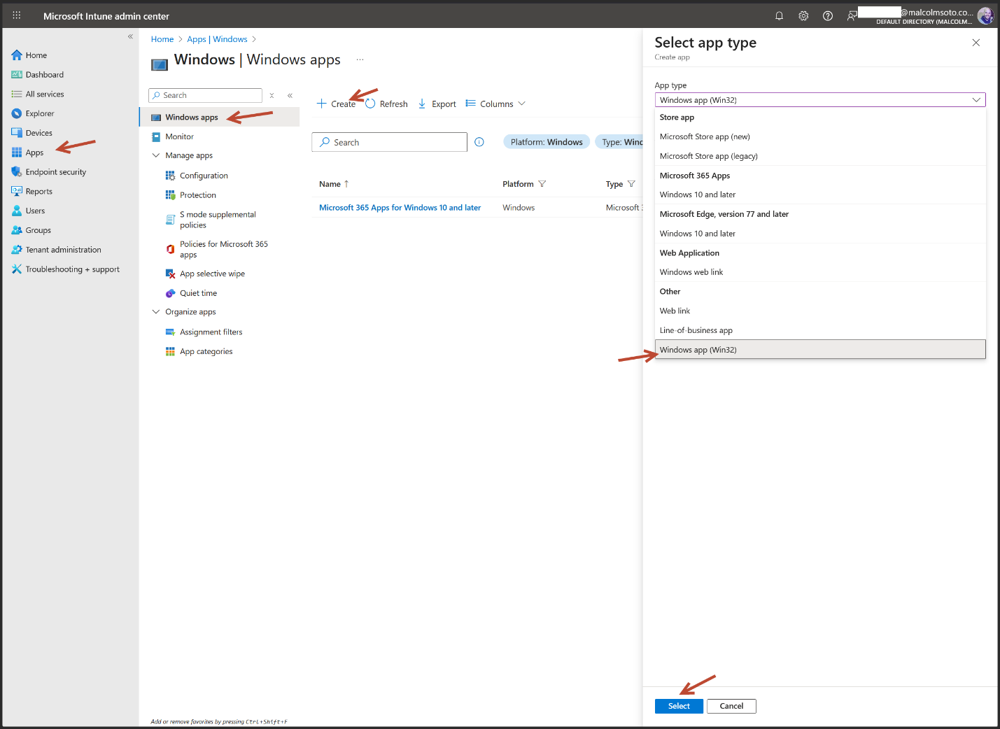 Microsoft Intune admin center
@malcolmsoto.co...
DEFAULT DIRECTORY (MALCOLM...
«
Home
Dashboard
All services
Explorer
Devices
Apps
Endpoint security
Reports
Users
Groups
Tenant administration
Troubleshooting + support
Home > Apps | Windows >
Windows | Windows apps ...
Search
«
Windows apps
Monitor
Manage apps
Configuration
Protection
S mode supplemental
policies
Policies for Microsoft 365
apps
App selective wipe
Quiet time
Organize apps
Assignment filters
App categories
Add or remove favorites by pressing Ctrl+Shift+F
+ Create
Refresh
Export
Columns
Search
Platform: Windows
Type: Winc
Name ↑
Platform
Type
Microsoft 365 Apps for Windows 10 and later
Windows
Microsoft 3
Select app type
Create app
App type
Windows app (Win32)
Store app
Microsoft Store app (new)
Microsoft Store app (legacy)
Microsoft 365 Apps
Windows 10 and later
Microsoft Edge, version 77 and later
Windows 10 and later
Web Application
Windows web link
Other
Web link
Line-of-business app
Windows app (Win32)
Select
Cancel